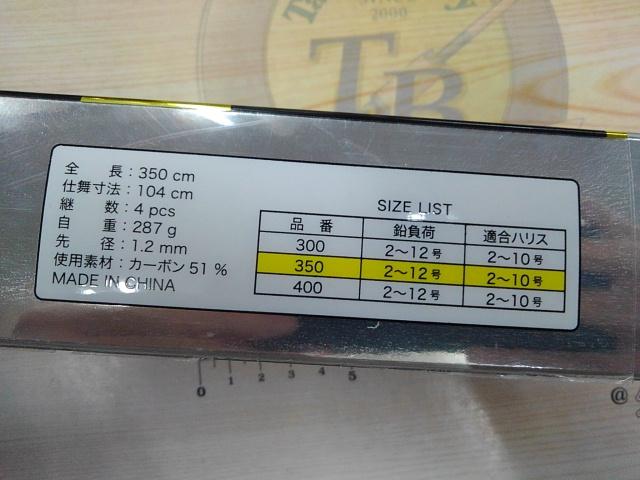 2000
TB
全 長：350 cm
仕舞寸法：104 cm
継 数：4 pcs
自 重：287 g
先 径：1.2 mm
使用素材：カーボン 51 %
MADE IN CHINA
SIZE LIST
品 番 鉛負荷 適合ハリス
300 2〜12号 2〜10号
350 2〜12号 2〜10号
400 2〜12号 2〜10号
0 1 2 3 4 5
@